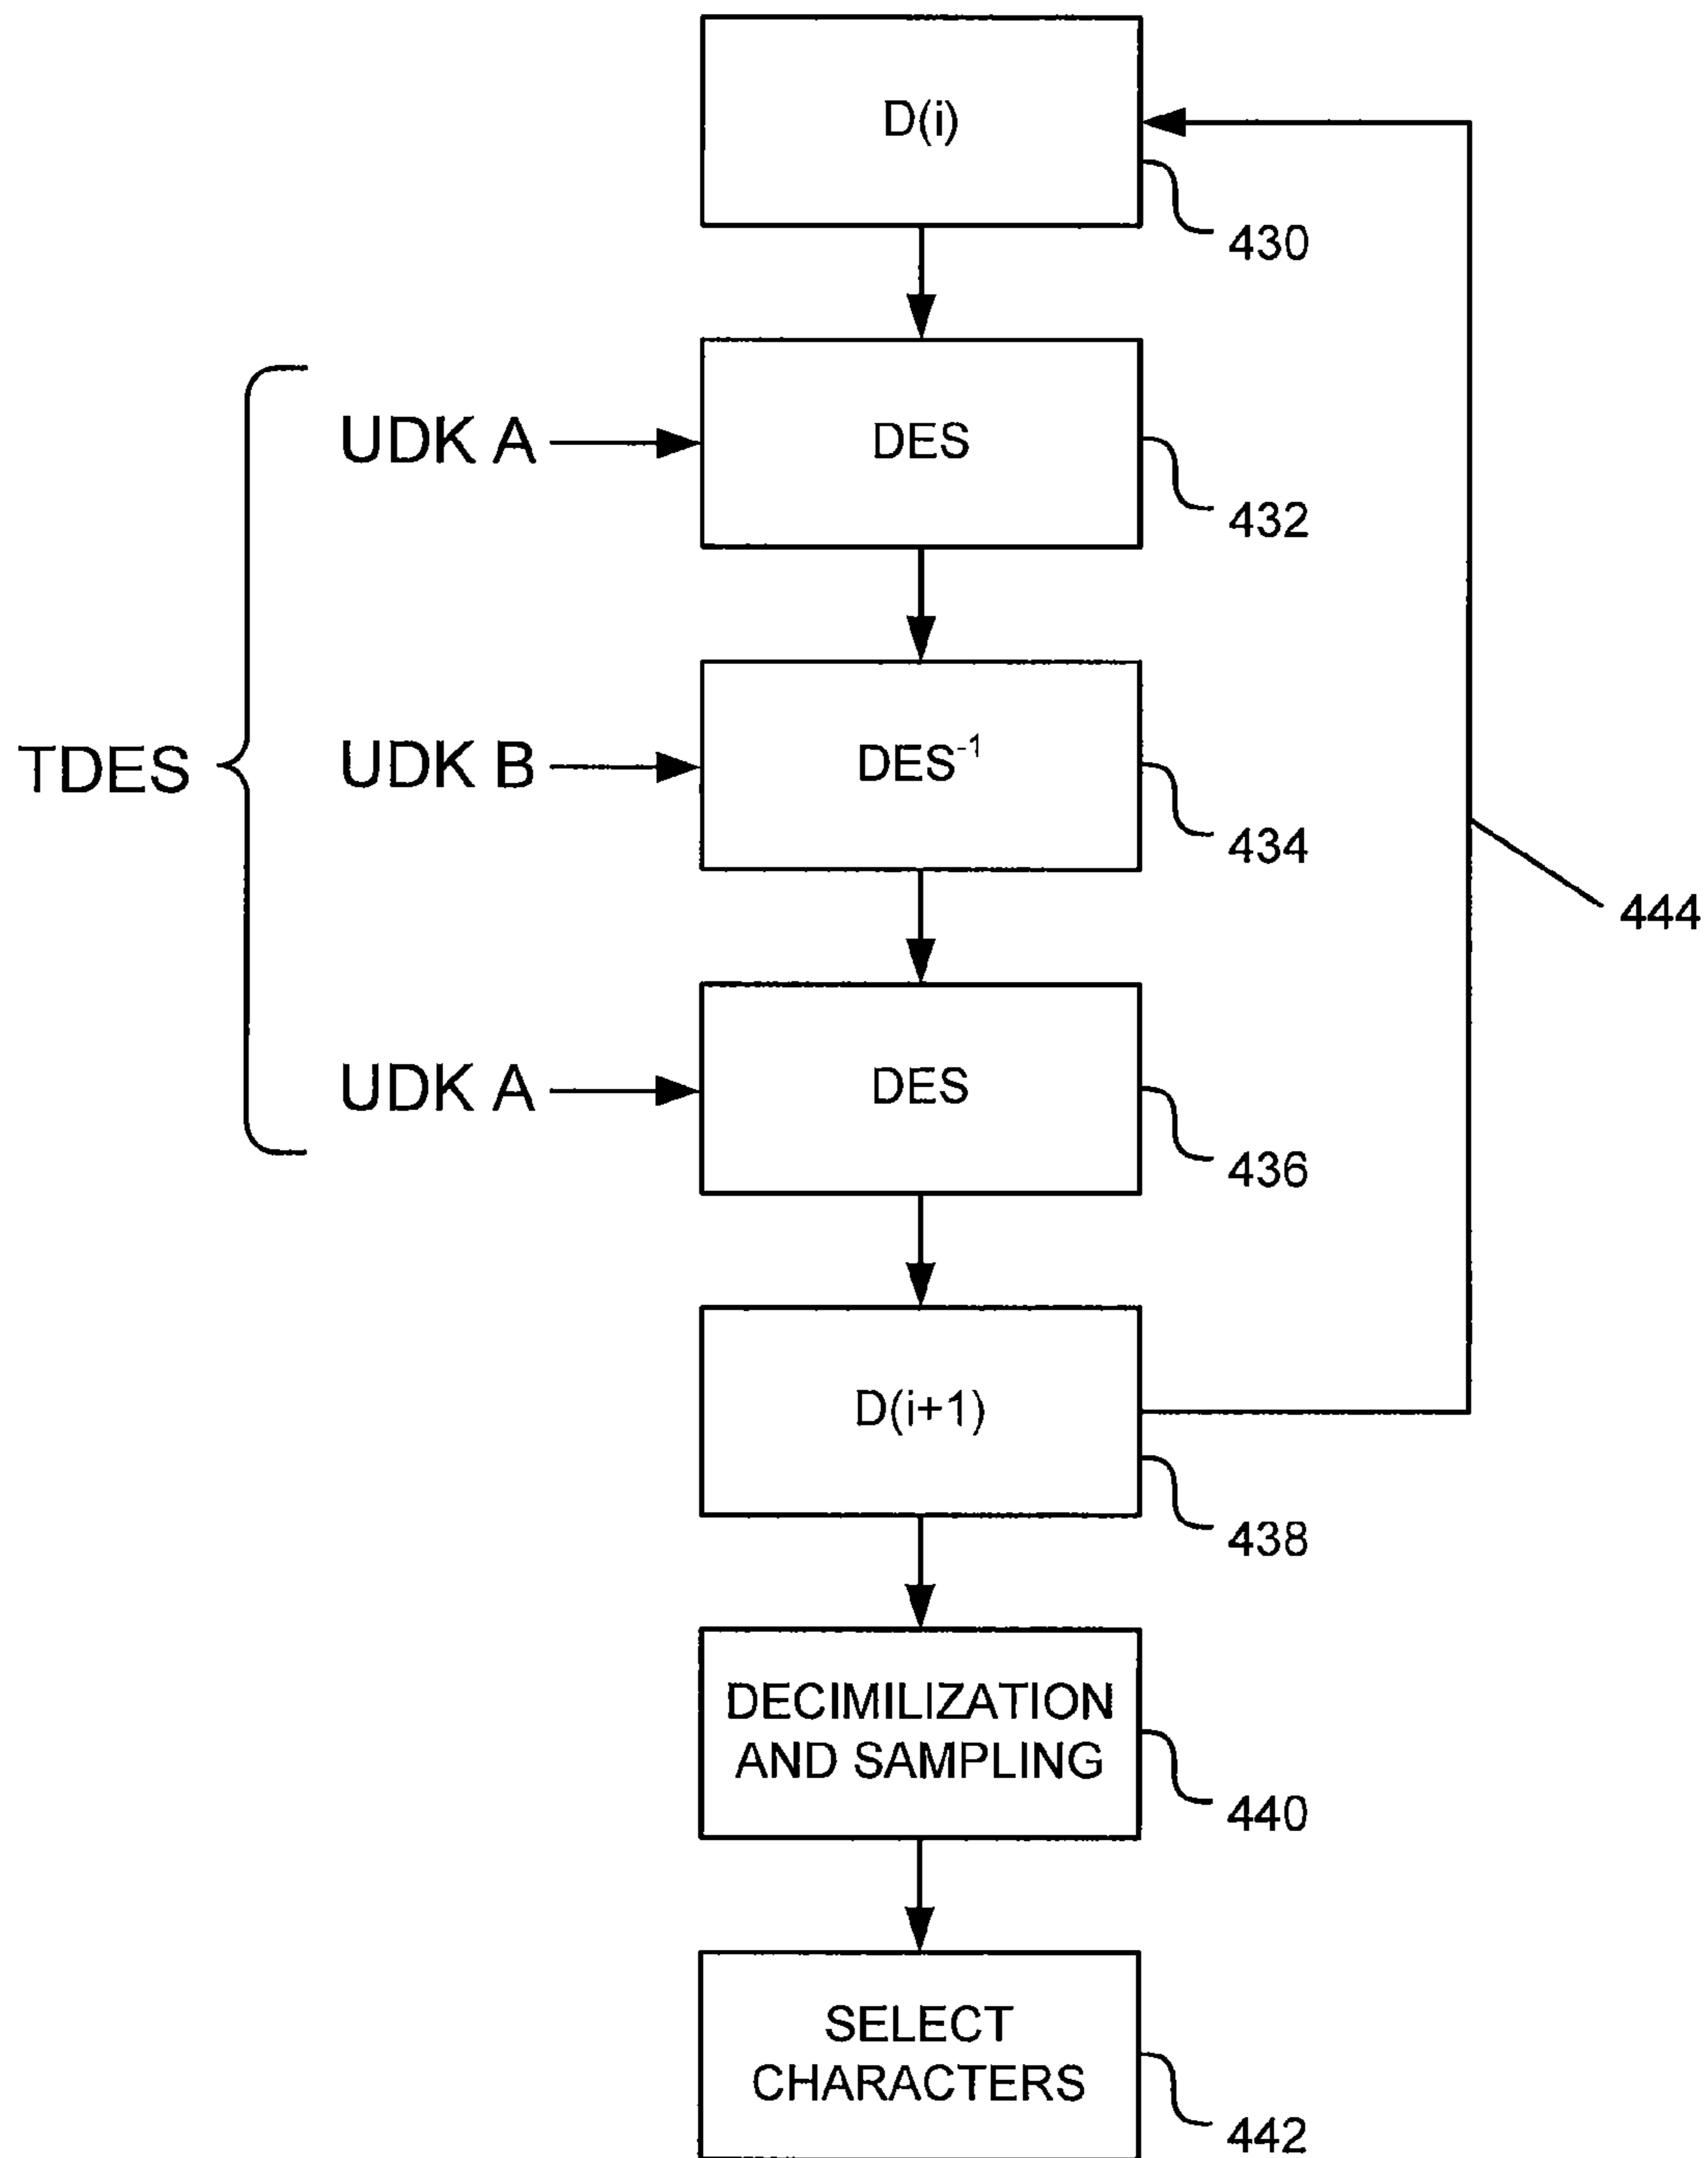 D(i)
430
UDK A
DES
432
TDES
UDK B
DES-1
434
444
UDK A
DES
436
D(i+1)
438
DECIMILIZATION
AND SAMPLING
440
SELECT
CHARACTERS
442